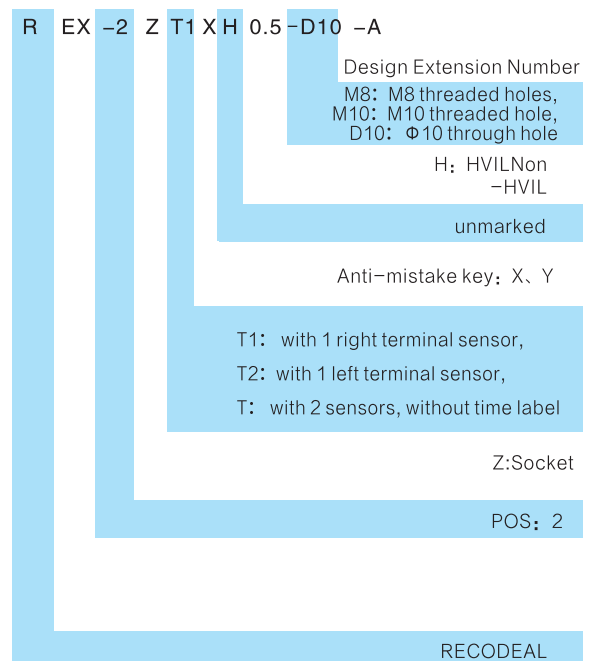 R EX -2 Z T1 X H 0.5 -D10 -A
Design Extension Number
M8: M8 threaded holes,
M10: M10 threaded hole,
D10: Φ10 through hole
H: HVILNon
-HVIL
unmarked
Anti-mistake key: X、Y
T1: with 1 right terminal sensor,
T2: with 1 left terminal sensor,
T: with 2 sensors, without time label
Z:Socket
POS: 2
RECODEAL